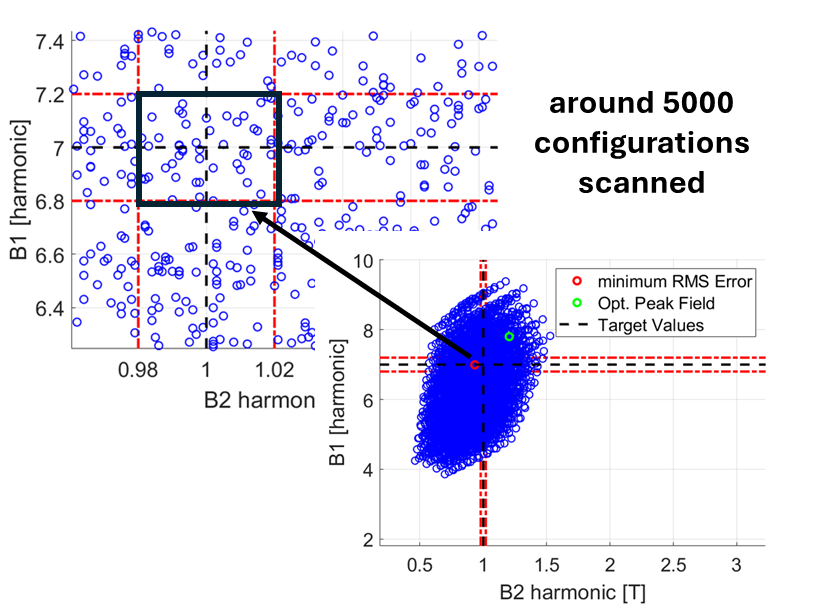 7.4
7.2
7
6.8
6.6
6.4
B1 [harmonic]
0.98
1
1.02
B2 harmon
around 5000
configurations
scanned
10
8
6
4
2
B1 [harmonic]
minimum RMS Error
Opt. Peak Field
Target Values
0.5
1
1.5
2
2.5
3
B2 harmonic [T]